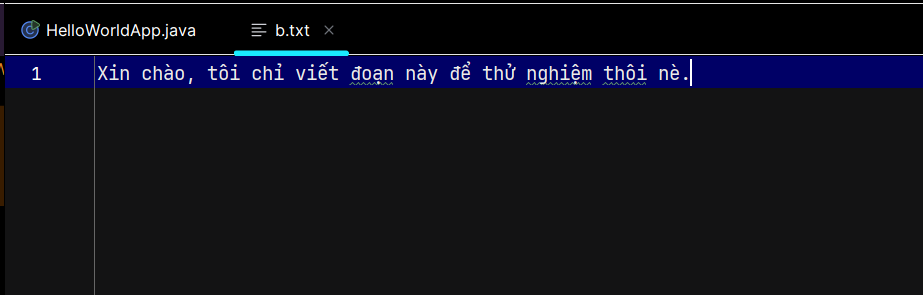 HelloWorldApp.java b.txt
1 Xin chào, tôi chỉ viết đoạn này để thử nghiệm thôi nè.